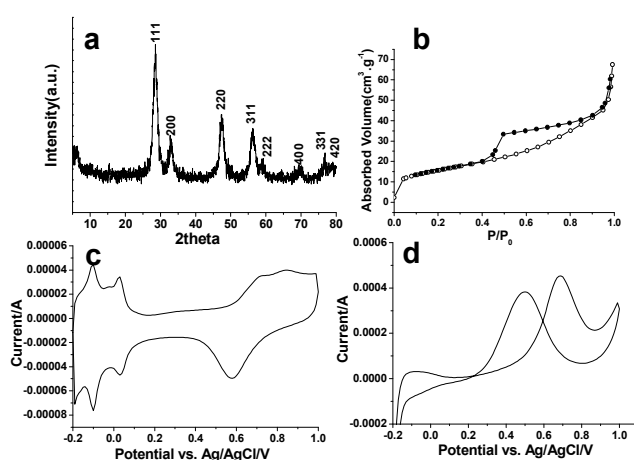 a
Intensity(a.u.)
111
200
220
311
222
400
331
420
10 20 30 40 50 60 70 80
2theta
b
Absorbed Volume(cm³.g⁻¹)
70
60
50
40
30
20
10
0
0.0 0.2 0.4 0.6 0.8 1.0
P/P₀
c
Current/A
0.00006
0.00004
0.00002
0.00000
-0.00002
-0.00004
-0.00006
-0.00008
-0.2 0.0 0.2 0.4 0.6 0.8 1.0
Potential vs. Ag/AgCl/V
d
Current/A
0.0006
0.0004
0.0002
0.0000
-0.0002
-0.2 0.0 0.2 0.4 0.6 0.8 1.0
Potential vs. Ag/AgCl/V